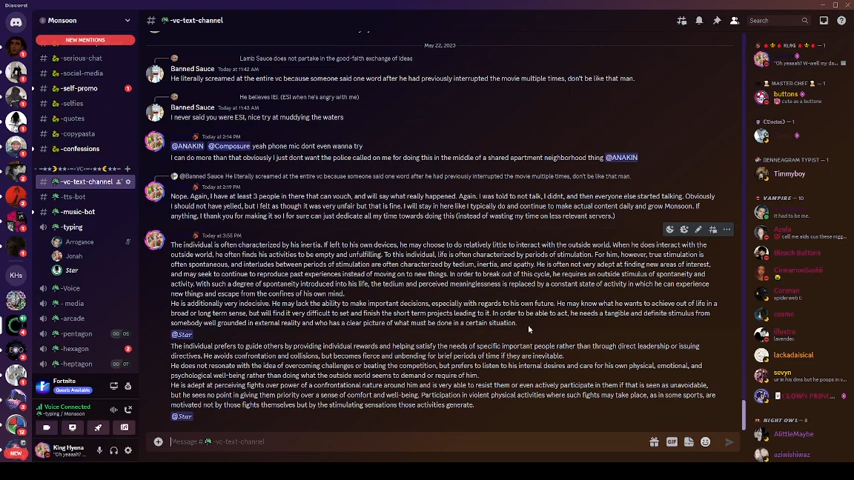 Discord
Monsoon
# -vc-text-channel
Search
NEW MENTIONS
-serious-chat
-social-media
-self-promo
1
-selfies
-quotes
-copypasta
-confessions
-vc-text-channel
-tts-bot
-music-bot
-typing
Arrogance
Jonah
Star
-Voice
- media
-arcade
-pentagon
-hexagon
-heptagon
Fortnite
Voice Connected
-typing / Monsoon
King Hyena
KHs
NEW
May 22, 2023
Lamb Sauce does not partake in the good-faith exchange of ideas
Banned Sauce Today at 11:42 AM
He literally screamed at the entire vc because someone said one word after he had previously interrupted the movie multiple times, don't be like that man.
He believes IEI. (ESI when he's angry with me)
Banned Sauce Today at 11:43 AM
I never said you were ESI, nice try at muddying the waters
Today at 2:14 PM
@ANAKIN @Composure yeah phone mic dont even wanna try
I can do more than that obviously I just dont want the police called on me for doing this in the middle of a shared apartment neighborhood thing @ANAKIN
@Banned Sauce He literally screamed at the entire vc because someone said one word after he had previously interrupted the movie multiple times, don't be like that man.
Today at 2:19 PM
Nope. Again, I have at least 3 people in there that can vouch, and will say what really happened. Again. I was told to not talk, I didnt, and then everyone else started talking. Obviously
I should not have yelled, but I felt as though it was very unfair but that is fine. I will stay in here like I typically do and continue to make actual content daily and grow Monsoon. If
anything, I thank you for making it so I for sure can just dedicate all my time towards doing this (instead of wasting my time on less relevant servers.)
Today at 3:55 PM
The individual is often characterized by his inertia. If left to his own devices, he may choose to do relatively little to interact with the outside world. When he does interact with the
outside world, he often finds his activities to be empty and unfulfilling. To this individual, life is often characterized by periods of stimulation. For him, however, true stimulation is
often spontaneous, and interludes between periods of stimulation are often characterized by tedium, inertia, and apathy. He is often not very adept at finding new areas of interest,
and may seek to continue to reproduce past experiences instead of moving on to new things. In order to break out of this cycle, he requires an outside stimulus of spontaneity and
activity. With such a degree of spontaneity introduced into his life, the tedium and perceived meaninglessness is replaced by a constant state of activity in which he can experience
new things and escape from the confines of his own mind.
He is additionally very indecisive. He may lack the ability to make important decisions, especially with regards to his own future. He may know what he wants to achieve out of life in a
broad or long term sense, but will find it very difficult to set and finish the short term projects leading to it. In order to be able to act, he needs a tangible and definite stimulus from
somebody well grounded in external reality and who has a clear picture of what must be done in a certain situation.
@Star
The individual prefers to guide others by providing individual rewards and helping satisfy the needs of specific important people rather than through direct leadership or issuing
directives. He avoids confrontation and collisions, but becomes fierce and unbending for brief periods of time if they are inevitable.
He does not resonate with the idea of overcoming challenges or beating the competition, but prefers to listen to his internal desires and care for his own physical, emotional, and
psychological well-being rather than doing what the outside world seems to demand or require of him.
He is adept at perceiving fights over power of a confrontational nature around him and is very able to resist them or even actively participate in them if that is seen as unavoidable,
but he sees no point in giving them priority over a sense of comfort and well-being. Participation in violent physical activities where such fights may take place, as in some sports, are
motivated not by those fights themselves but by the stimulating sensations those activities generate.
@Star
Message # -vc-text-channel
GIF
MASTER CHEF — 1
buttons
cuts as a buttons
DENNEAGRAM TYPIST — 1
Timmyboy
VAMPIRE — 10
It had to be me.
Bleach Buttons
cosmo
illustra
lavender.
lackadaisical
sovyn
NIGHT OWL — 2
AlittleMaybe
aziwishiwasz